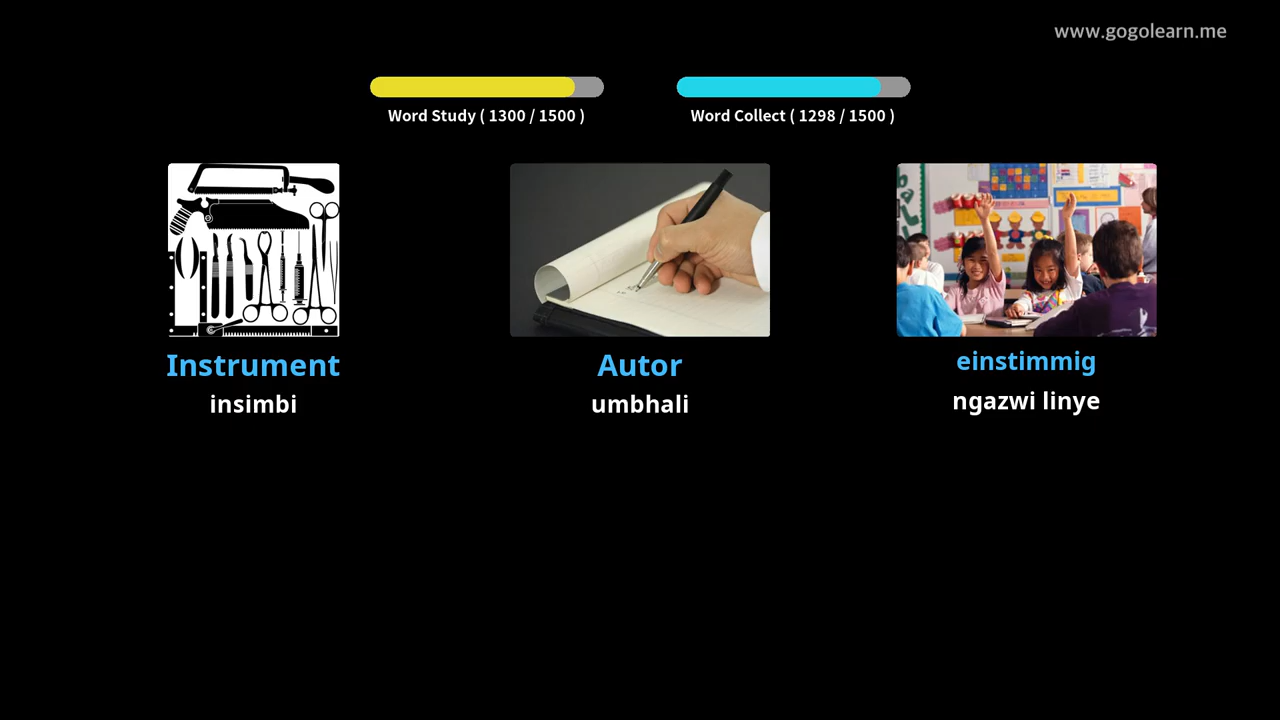 www.gogolearn.me
Word Study ( 1300 / 1500 )
Word Collect ( 1298 / 1500 )
Instrument
insimbi
Autor
umbhali
einstimmig
ngazwi linye